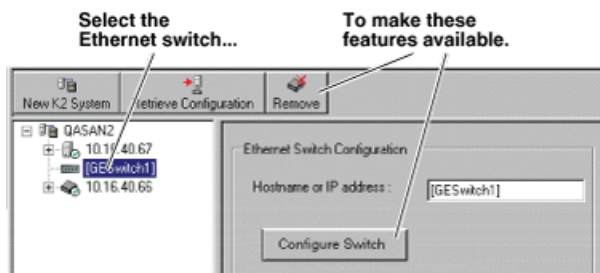 Select the
Ethernet switch...
To make these
features available.
New K2 System
Retrieve Configuration
Remove
QASAN2
10.16.40.67
[GESwitch1]
10.16.40.66
Ethernet Switch Configuration
Hostname or IP address :
[GESwitch1]
Configure Switch